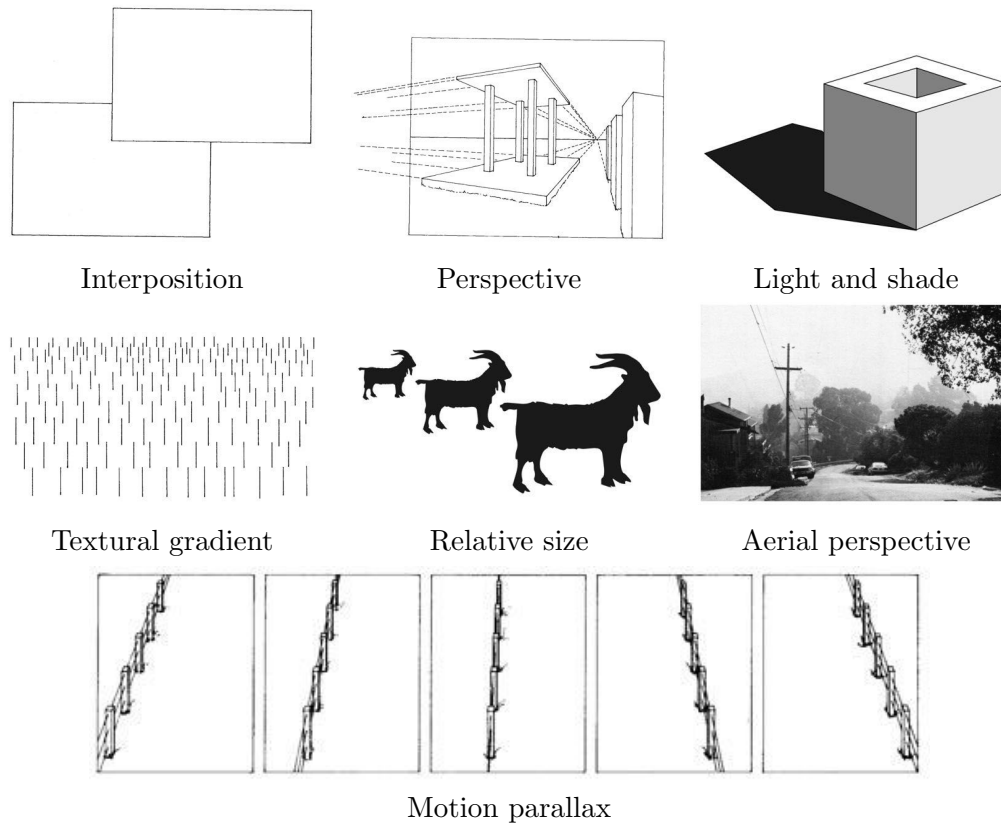 Interposition
Perspective
Light and shade
Textural gradient
Relative size
Aerial perspective
Motion parallax